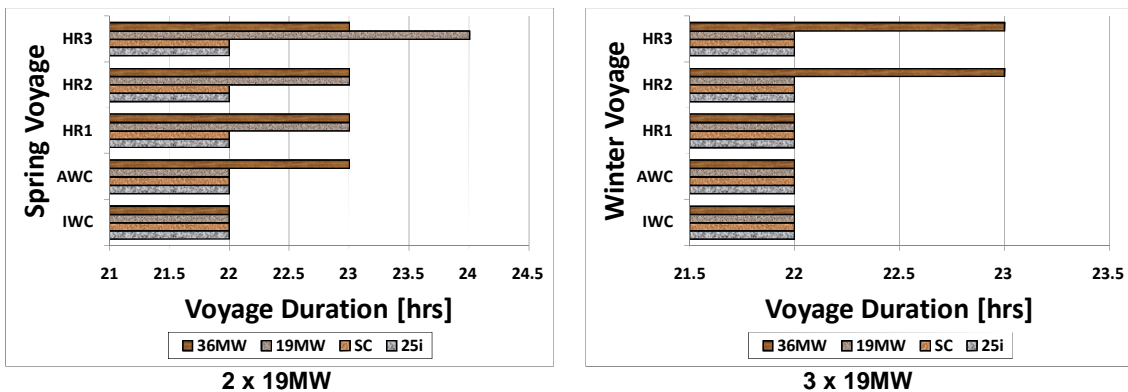 Spring Voyage
HR3
HR2
HR1
AWC
IWC
21 21.5 22 22.5 23 23.5 24 24.5
Voyage Duration [hrs]
36MW 19MW SC 25i
2 x 19MW
Winter Voyage
HR3
HR2
HR1
AWC
IWC
21.5 22 22.5 23 23.5
Voyage Duration [hrs]
36MW 19MW SC 25i
3 x 19MW